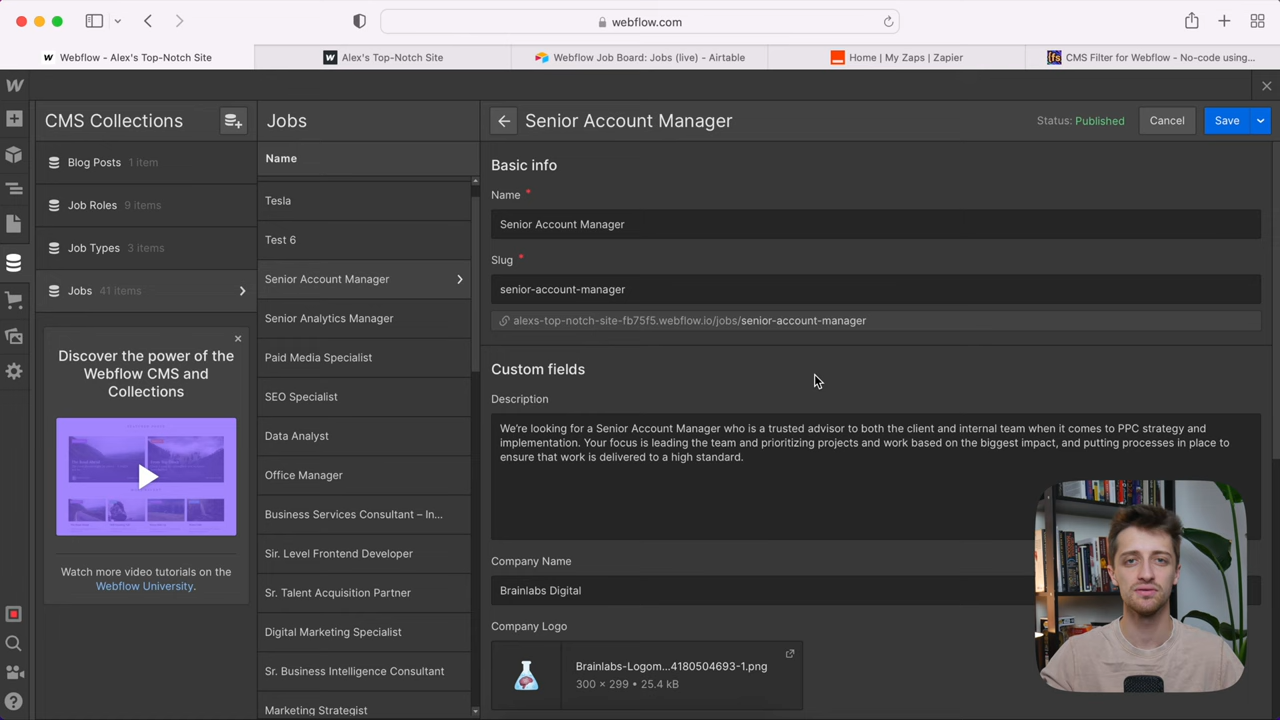 webflow.com
Webflow - Alex's Top-Notch Site
Alex's Top-Notch Site
Webflow Job Board: Jobs (live) - Airtable
Home | My Zaps | Zapier
CMS Filter for Webflow - No-code using...
CMS Collections
Blog Posts 1 item
Job Roles 9 items
Job Types 3 items
Jobs 41 items
Discover the power of the
Webflow CMS and
Collections
Watch more video tutorials on the
Webflow University.
Jobs
Name
Tesla
Test 6
Senior Account Manager
Senior Analytics Manager
Paid Media Specialist
SEO Specialist
Data Analyst
Office Manager
Business Services Consultant – In...
Sir. Level Frontend Developer
Sr. Talent Acquisition Partner
Digital Marketing Specialist
Sr. Business Intelligence Consultant
Marketing Strategist
Senior Account Manager
Status: Published
Cancel
Save
Basic info
Name *
Senior Account Manager
Slug *
senior-account-manager
alexs-top-notch-site-fb75f5.webflow.io/jobs/senior-account-manager
Custom fields
Description
We're looking for a Senior Account Manager who is a trusted advisor to both the client and internal team when it comes to PPC strategy and
implementation. Your focus is leading the team and prioritizing projects and work based on the biggest impact, and putting processes in place to
ensure that work is delivered to a high standard.
Company Name
Brainlabs Digital
Company Logo
Brainlabs-Logom...4180504693-1.png
300 × 299 • 25.4 kB